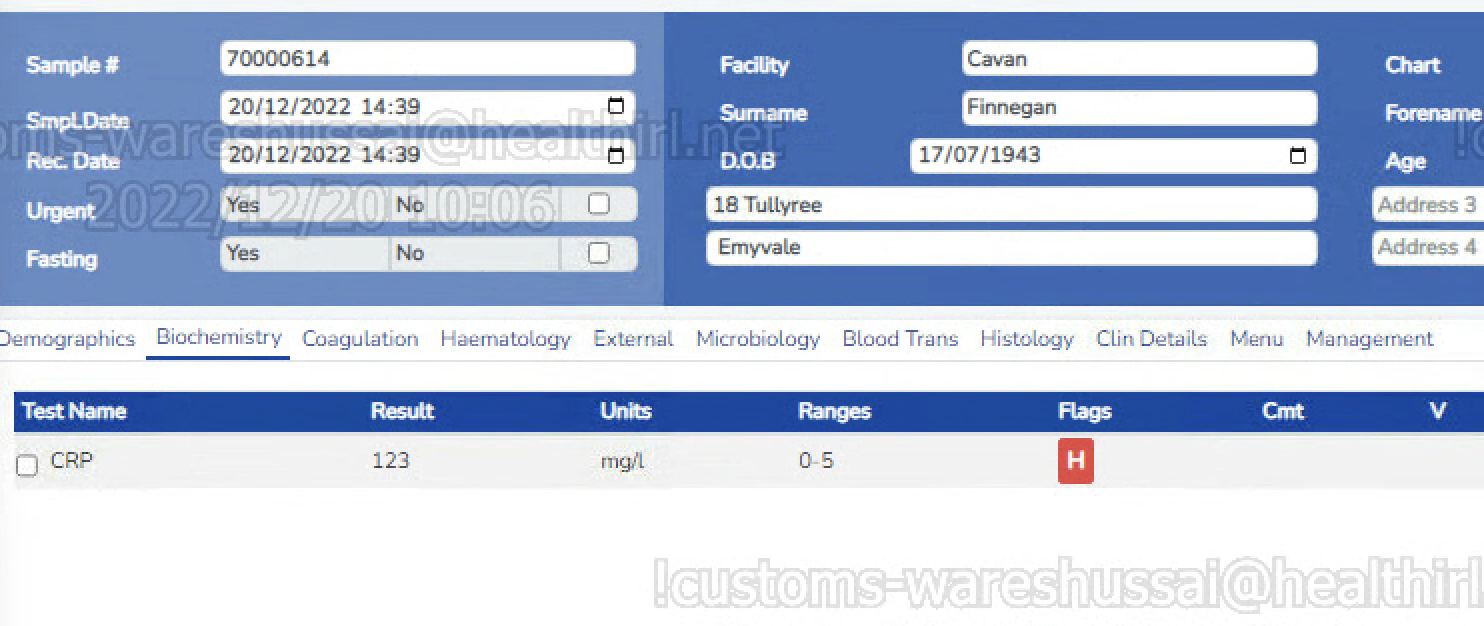 Sample # 70000614 Facility Cavan Chart
Smpl.Date 20/12/2022 14:39 Surname Finnegan Forename
oms-wareshussai@healthirl.net
Rec. Date 20/12/2022 14:39 D.O.B 17/07/1943 Age
2022/12/20 10:06
Urgent Yes No 18 Tullyree Address 3
Fasting Yes No Emyvale Address 4
Demographics Biochemistry Coagulation Haematology External Microbiology Blood Trans Histology Clin Details Menu Management
Test Name Result Units Ranges Flags Cmt V
CRP 123 mg/l 0-5 H
!customs-wareshussai@healthirl